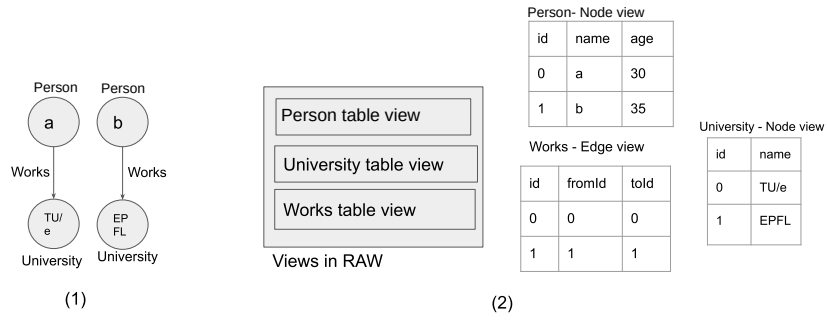 Person Person
a b
Works Works
TU/
e
EP
FL
University University
(1)
Person table view
University table view
Works table view
Views in RAW
Person- Node view
id name age
0 a 30
1 b 35
Works - Edge view
id fromId toId
0 0 0
1 1 1
University - Node view
id name
0 TU/e
1 EPFL
(2)